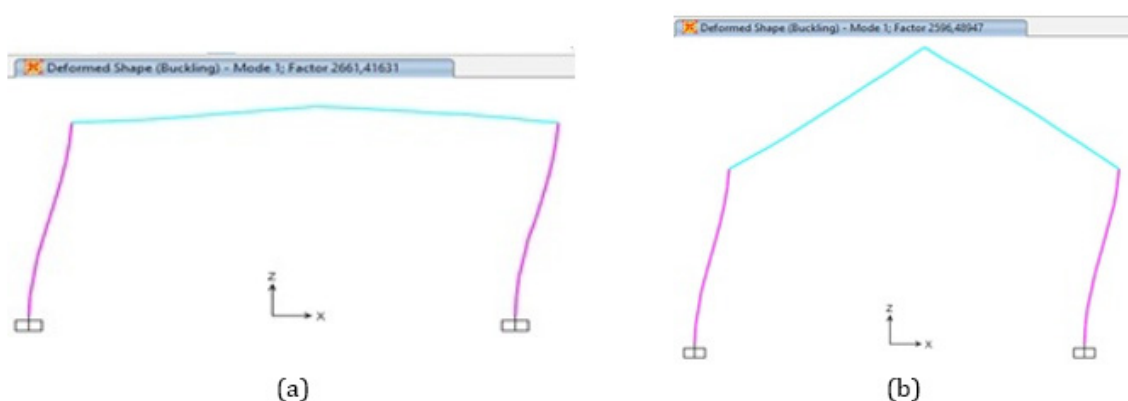 Deformed Shape (Buckling) - Mode 1; Factor 2661,41631
Deformed Shape (Buckling) - Mode 1; Factor 2596,48947
Z
X
Z
X
(a)
(b)